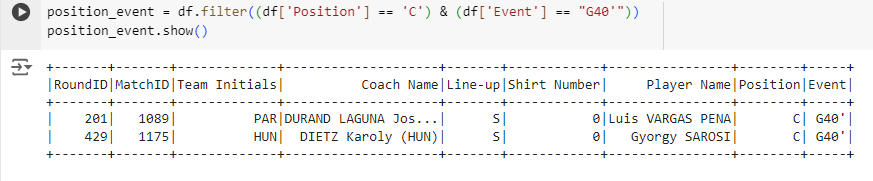 position_event = df.filter((df['Position'] == 'C') & (df['Event'] == "G40'"))
position_event.show()
+-------+-------+-------------+--------------------+-------+------------+----------------+--------+-----+
|RoundID|MatchID|Team Initials|          Coach Name|Line-up|Shirt Number|     Player Name|Position|Event|
+-------+-------+-------------+--------------------+-------+------------+----------------+--------+-----+
|    201|   1089|          PAR|DURAND LAGUNA Jos...|      S|           0|Luis VARGAS PENA|       C| G40'|
|    429|   1175|          HUN|  DIETZ Karoly (HUN)|      S|           0|   Gyorgy SAROSI|       C| G40'|
+-------+-------+-------------+--------------------+-------+------------+----------------+--------+-----+